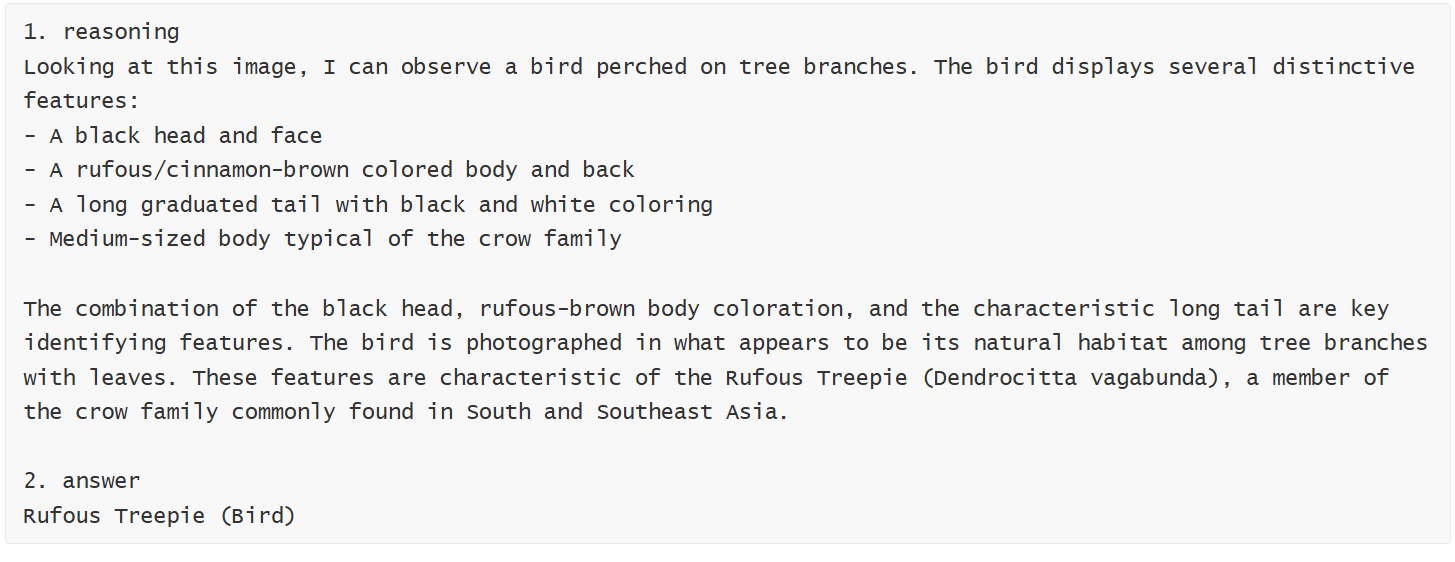 1. reasoning
Looking at this image, I can observe a bird perched on tree branches. The bird displays several distinctive
features:
- A black head and face
- A rufous/cinnamon-brown colored body and back
- A long graduated tail with black and white coloring
- Medium-sized body typical of the crow family
The combination of the black head, rufous-brown body coloration, and the characteristic long tail are key
identifying features. The bird is photographed in what appears to be its natural habitat among tree branches
with leaves. These features are characteristic of the Rufous Treepie (Dendrocitta vagabunda), a member of
the crow family commonly found in South and Southeast Asia.
2. answer
Rufous Treepie (Bird)